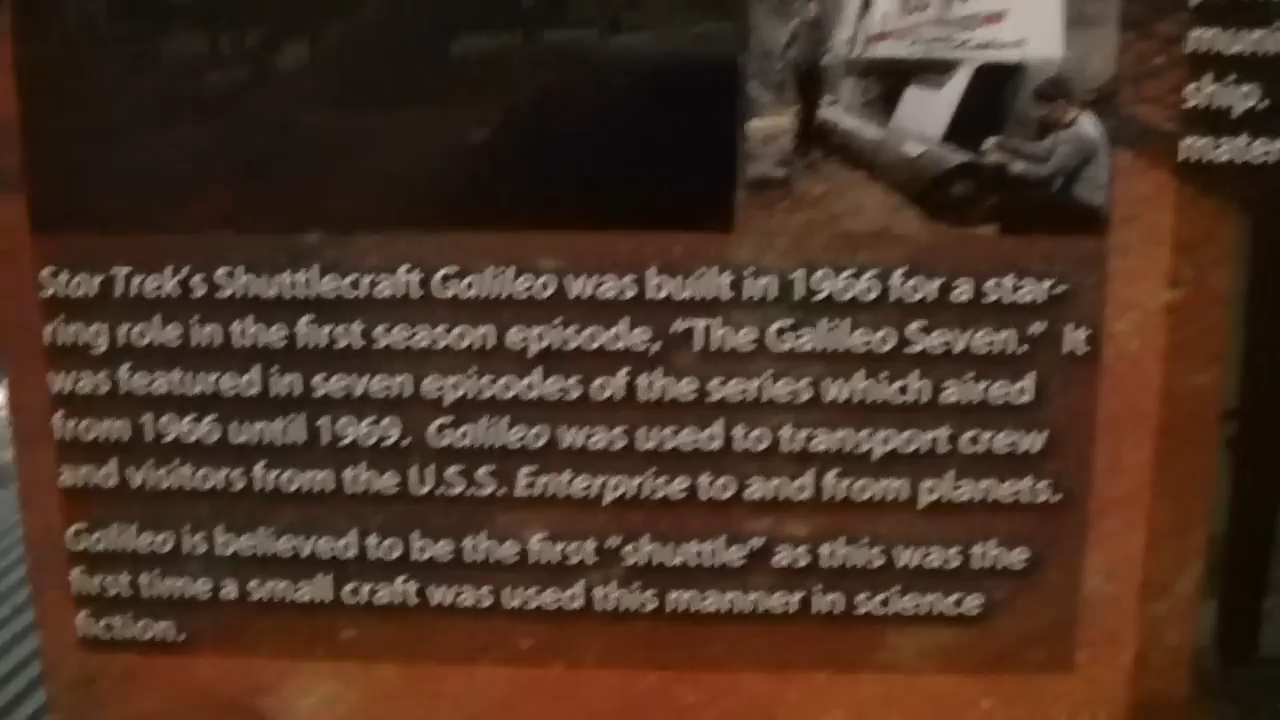 ship.
Star Trek's Shuttlecraft Galileo was built in 1966 for a star-
ring role in the first season episode, "The Galileo Seven." It
was featured in seven episodes of the series which aired
from 1966 until 1969. Galileo was used to transport crew
and visitors from the U.S.S. Enterprise to and from planets.
Galileo is believed to be the first "shuttle" as this was the
first time a small craft was used this manner in science
fiction.